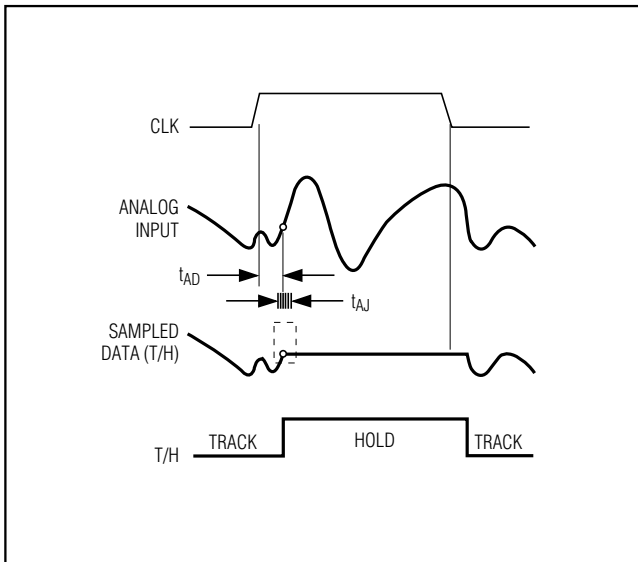 CLK
ANALOG
INPUT
tAD
tAJ
SAMPLED
DATA (T/H)
TRACK
HOLD
TRACK
T/H